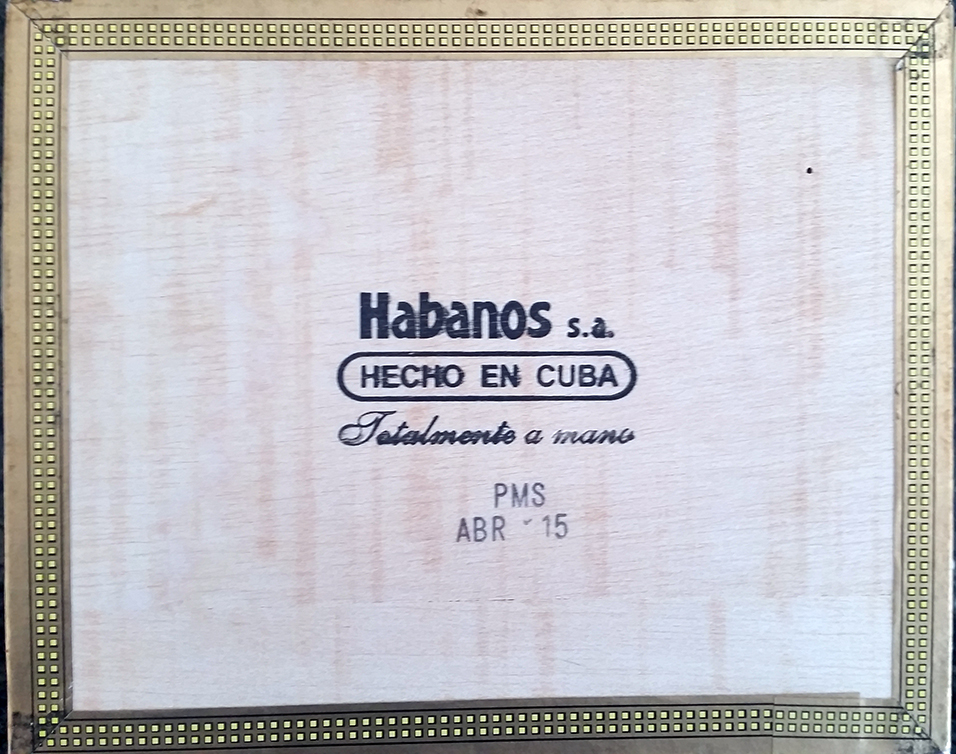 Habanos s.a.
HECHO EN CUBA
Totalmente a mano
PMS
ABR - 15